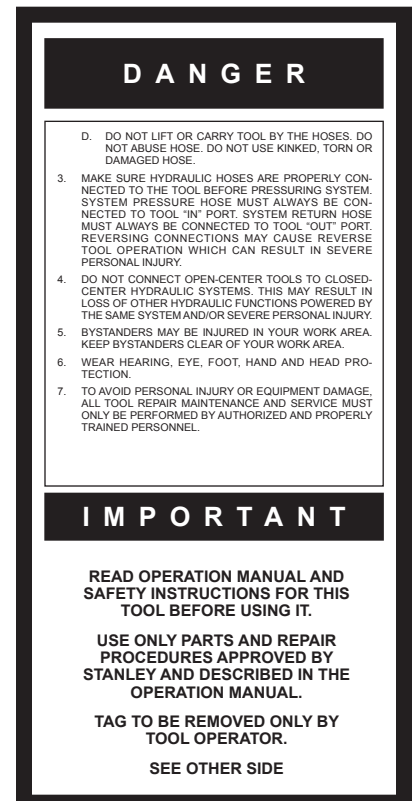 DANGER
D. DO NOT LIFT OR CARRY TOOL BY THE HOSES. DO
NOT ABUSE HOSE. DO NOT USE KINKED, TORN OR
DAMAGED HOSE.
3. MAKE SURE HYDRAULIC HOSES ARE PROPERLY CON-
NECTED TO THE TOOL BEFORE PRESSURING SYSTEM.
SYSTEM PRESSURE HOSE MUST ALWAYS BE CON-
NECTED TO TOOL “IN” PORT. SYSTEM RETURN HOSE
MUST ALWAYS BE CONNECTED TO TOOL “OUT” PORT.
REVERSING CONNECTIONS MAY CAUSE REVERSE
TOOL OPERATION WHICH CAN RESULT IN SEVERE
PERSONAL INJURY.
4. DO NOT CONNECT OPEN-CENTER TOOLS TO CLOSED-
CENTER HYDRAULIC SYSTEMS. THIS MAY RESULT IN
LOSS OF OTHER HYDRAULIC FUNCTIONS POWERED BY
THE SAME SYSTEM AND/OR SEVERE PERSONAL INJURY.
5. BYSTANDERS MAY BE INJURED IN YOUR WORK AREA.
KEEP BYSTANDERS CLEAR OF YOUR WORK AREA.
6. WEAR HEARING, EYE, FOOT, HAND AND HEAD PRO-
TECTION.
7. TO AVOID PERSONAL INJURY OR EQUIPMENT DAMAGE,
ALL TOOL REPAIR MAINTENANCE AND SERVICE MUST
ONLY BE PERFORMED BY AUTHORIZED AND PROPERLY
TRAINED PERSONNEL.
IMPORTANT
READ OPERATION MANUAL AND
SAFETY INSTRUCTIONS FOR THIS
TOOL BEFORE USING IT.
USE ONLY PARTS AND REPAIR
PROCEDURES APPROVED BY
STANLEY AND DESCRIBED IN THE
OPERATION MANUAL.
TAG TO BE REMOVED ONLY BY
TOOL OPERATOR.
SEE OTHER SIDE